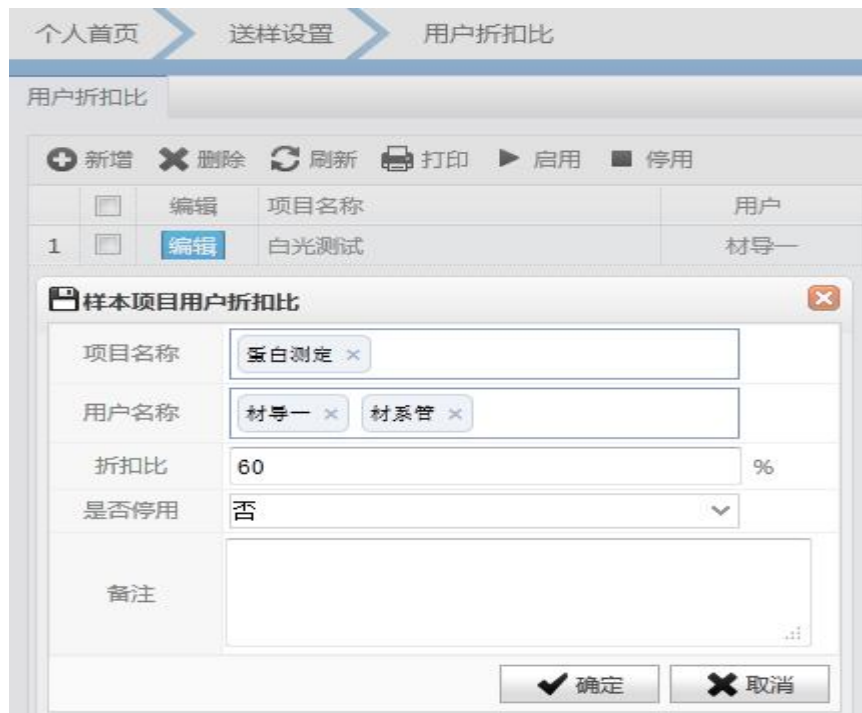 个人首页 送样设置 用户折扣比
用户折扣比
新增 删除 刷新 打印 启用 停用
编辑 项目名称 用户
1 编辑 白光测试 材导一
样本项目用户折扣比
项目名称 蛋白测定 ×
用户名称 材导一 × 材系管 ×
折扣比 60 %
是否停用 否
备注
确定 取消